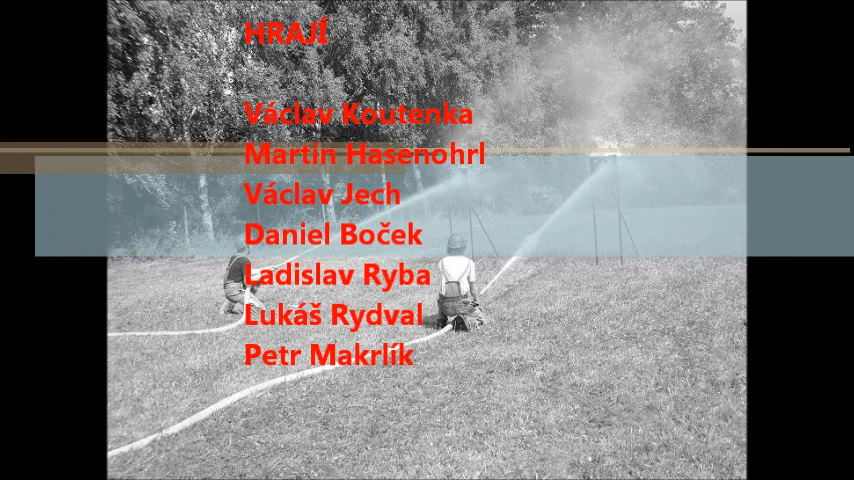 HRAJÍ
Václav Koutenka
Martin Hasenohrl
Václav Jech
Daniel Boček
Ladislav Ryba
Lukáš Rydval
Petr Makrlík